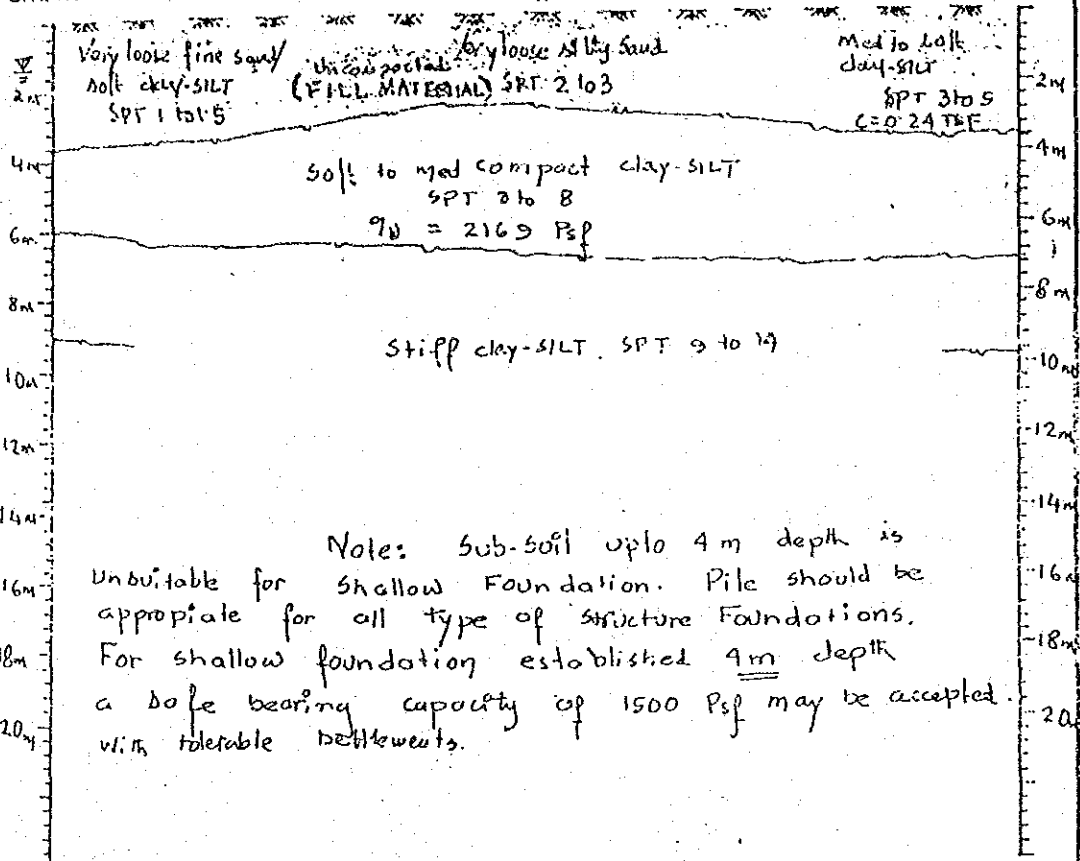 Very loose fine sand/
soft clay-SILT
SPT 1 to 1.5
Uncompacted
(FILL MATERIAL)
Very loose silty Sand
SPT 2 to 3
Med to soft
clay-SILT
SPT 3 to 5
C=0.24 TSF
2m
4m
6m
8m
10m
12m
14m
16m
18m
20m
Soft to med compact clay-SILT
SPT 3 to 8
= 2169 Psf
Stiff clay-SILT. SPT 9 to
Note: Sub-Soil upto 4m depth is
Unsuitable for Shallow Foundation. Pile should be
appropiate for all type of structure Foundations.
For shallow foundation established 4m depth
a safe bearing capacity of 1500 Psf may be accepted.
with tolerable settlements.
2m
4m
6m
8m
10m
12m
14m
16m
18m
20